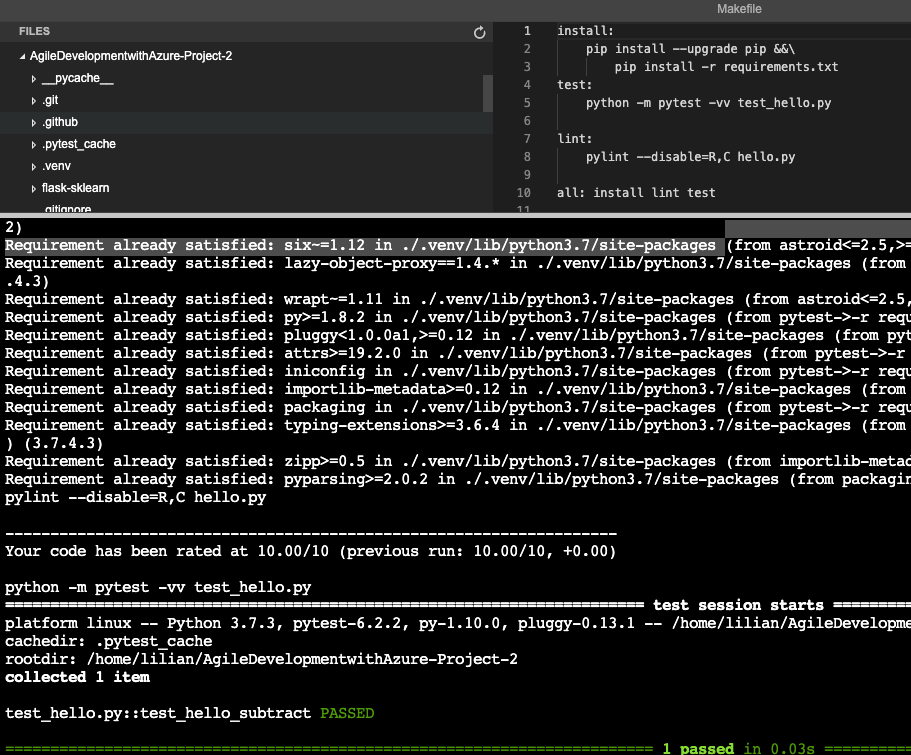 Makefile
FILES
AgileDevelopmentwithAzure-Project-2
__pycache__
.git
.github
.pytest_cache
.venv
flask-sklearn
.gitignore
1 install:
2 pip install --upgrade pip &&\
3 pip install -r requirements.txt
4 test:
5 python -m pytest -vv test_hello.py
6
7 lint:
8 pylint --disable=R,C hello.py
9
10 all: install lint test
11
2)
Requirement already satisfied: six~=1.12 in ./.venv/lib/python3.7/site-packages (from astroid<=2.5,>=
Requirement already satisfied: lazy-object-proxy==1.4.* in ./.venv/lib/python3.7/site-packages (from
.4.3)
Requirement already satisfied: wrapt~=1.11 in ./.venv/lib/python3.7/site-packages (from astroid<=2.5,
Requirement already satisfied: py>=1.8.2 in ./.venv/lib/python3.7/site-packages (from pytest->-r requ
Requirement already satisfied: pluggy<1.0.0a1,>=0.12 in ./.venv/lib/python3.7/site-packages (from pyt
Requirement already satisfied: attrs>=19.2.0 in ./.venv/lib/python3.7/site-packages (from pytest->-r
Requirement already satisfied: iniconfig in ./.venv/lib/python3.7/site-packages (from pytest->-r requ
Requirement already satisfied: importlib-metadata>=0.12 in ./.venv/lib/python3.7/site-packages (from
Requirement already satisfied: packaging in ./.venv/lib/python3.7/site-packages (from pytest->-r requ
Requirement already satisfied: typing-extensions>=3.6.4 in ./.venv/lib/python3.7/site-packages (from
) (3.7.4.3)
Requirement already satisfied: zipp>=0.5 in ./.venv/lib/python3.7/site-packages (from importlib-metad
Requirement already satisfied: pyparsing>=2.0.2 in ./.venv/lib/python3.7/site-packages (from packagin
pylint --disable=R,C hello.py
--------------------------------------------------------------------
Your code has been rated at 10.00/10 (previous run: 10.00/10, +0.00)
python -m pytest -vv test_hello.py
======================================================================= test session starts =========
platform linux -- Python 3.7.3, pytest-6.2.2, py-1.10.0, pluggy-0.13.1 -- /home/lilian/AgileDevelopme
cachedir: .pytest_cache
rootdir: /home/lilian/AgileDevelopmentwithAzure-Project-2
collected 1 item
test_hello.py::test_hello_subtract PASSED
======================================================================== 1 passed in 0.03s ==========